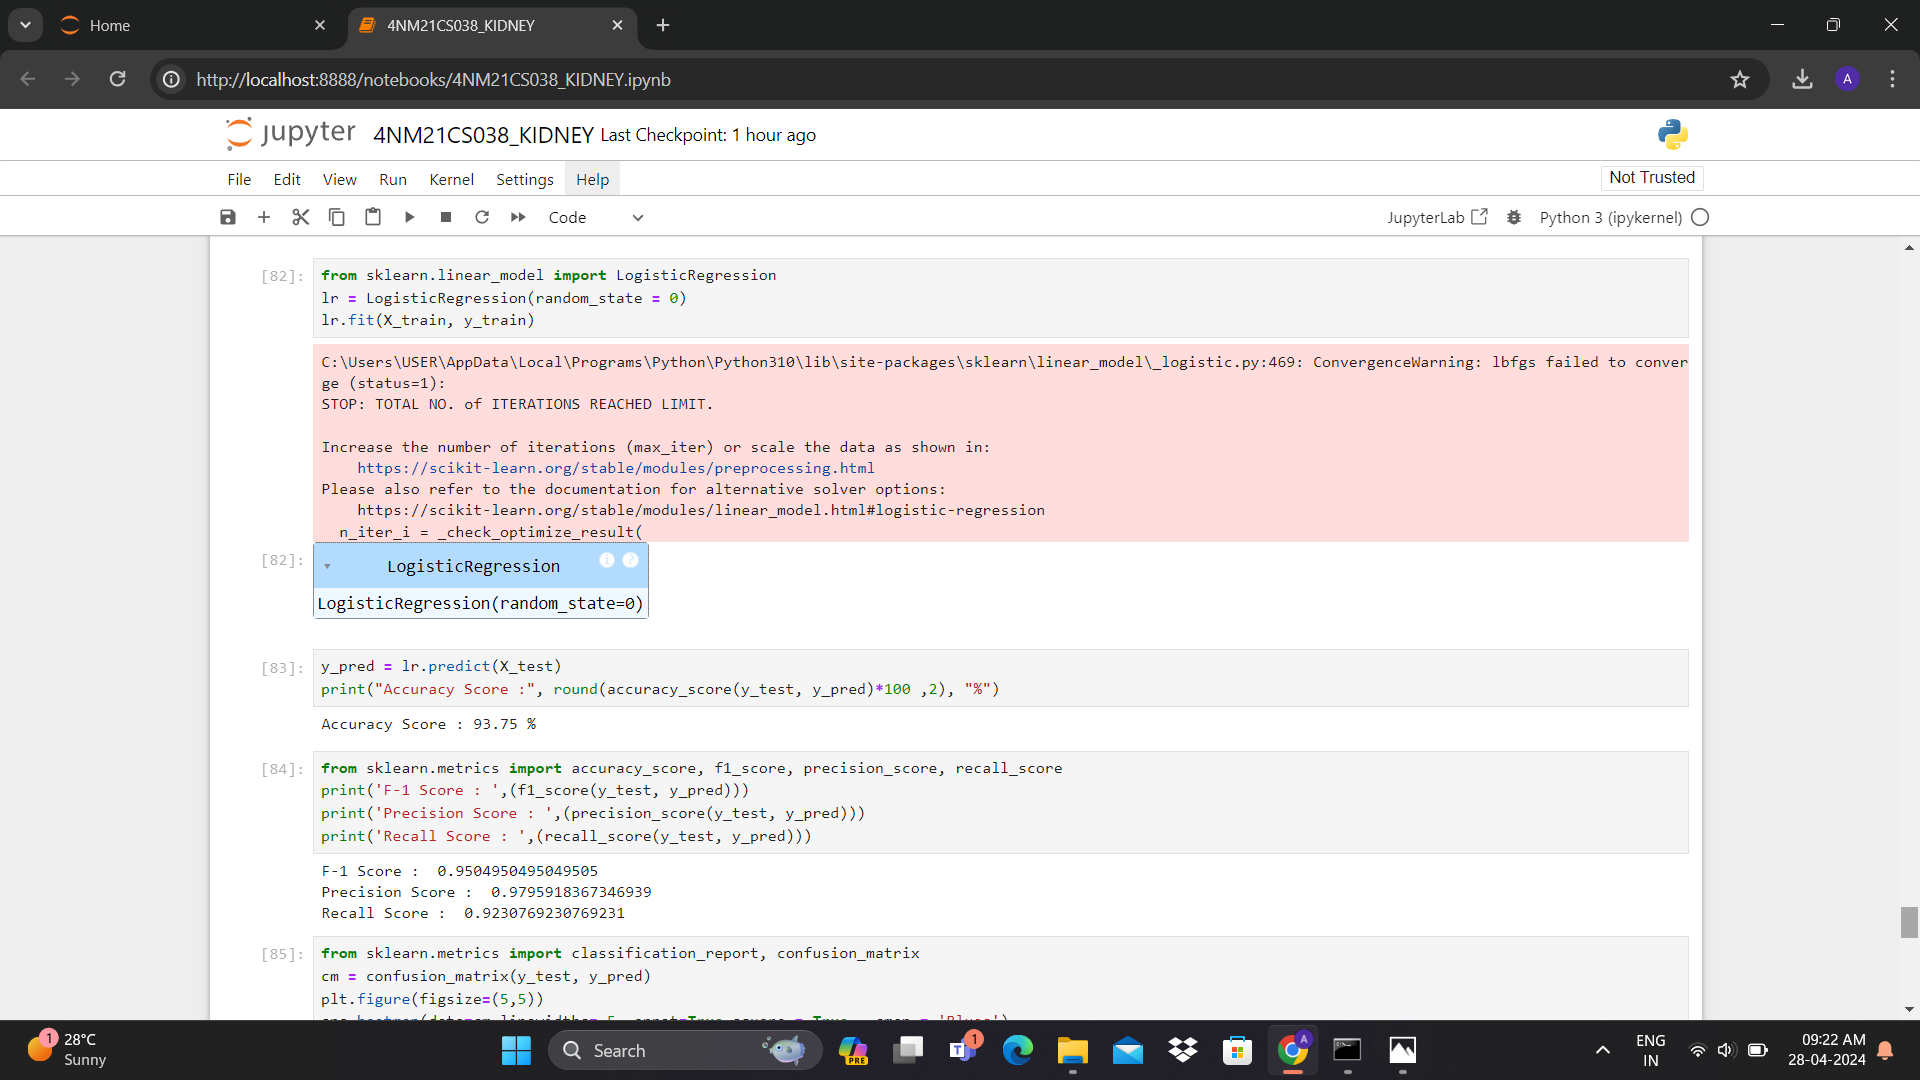 Home
4NM21CS038_KIDNEY
http://localhost:8888/notebooks/4NM21CS038_KIDNEY.ipynb
A
jupyter 4NM21CS038_KIDNEY Last Checkpoint: 1 hour ago
File Edit View Run Kernel Settings Help
Not Trusted
Code
JupyterLab
Python 3 (ipykernel)
[82]:
from sklearn.linear_model import LogisticRegression
lr = LogisticRegression(random_state = 0)
lr.fit(X_train, y_train)
C:\Users\USER\AppData\Local\Programs\Python\Python310\lib\site-packages\sklearn\linear_model\_logistic.py:469: ConvergenceWarning: lbfgs failed to conver
ge (status=1):
STOP: TOTAL NO. of ITERATIONS REACHED LIMIT.
Increase the number of iterations (max_iter) or scale the data as shown in:
https://scikit-learn.org/stable/modules/preprocessing.html
Please also refer to the documentation for alternative solver options:
https://scikit-learn.org/stable/modules/linear_model.html#logistic-regression
n_iter_i = _check_optimize_result(
[82]:
LogisticRegression i ?
LogisticRegression(random_state=0)
[83]:
y_pred = lr.predict(X_test)
print("Accuracy Score :", round(accuracy_score(y_test, y_pred)*100 ,2), "%")
Accuracy Score : 93.75 %
[84]:
from sklearn.metrics import accuracy_score, f1_score, precision_score, recall_score
print('F-1 Score : ',(f1_score(y_test, y_pred)))
print('Precision Score : ',(precision_score(y_test, y_pred)))
print('Recall Score : ',(recall_score(y_test, y_pred)))
F-1 Score :  0.9504950495049505
Precision Score :  0.9795918367346939
Recall Score :  0.9230769230769231
[85]:
from sklearn.metrics import classification_report, confusion_matrix
cm = confusion_matrix(y_test, y_pred)
plt.figure(figsize=(5,5))
1
28°C
Sunny
Search
PRE
T
1
A
ENG
IN
09:22 AM
28-04-2024